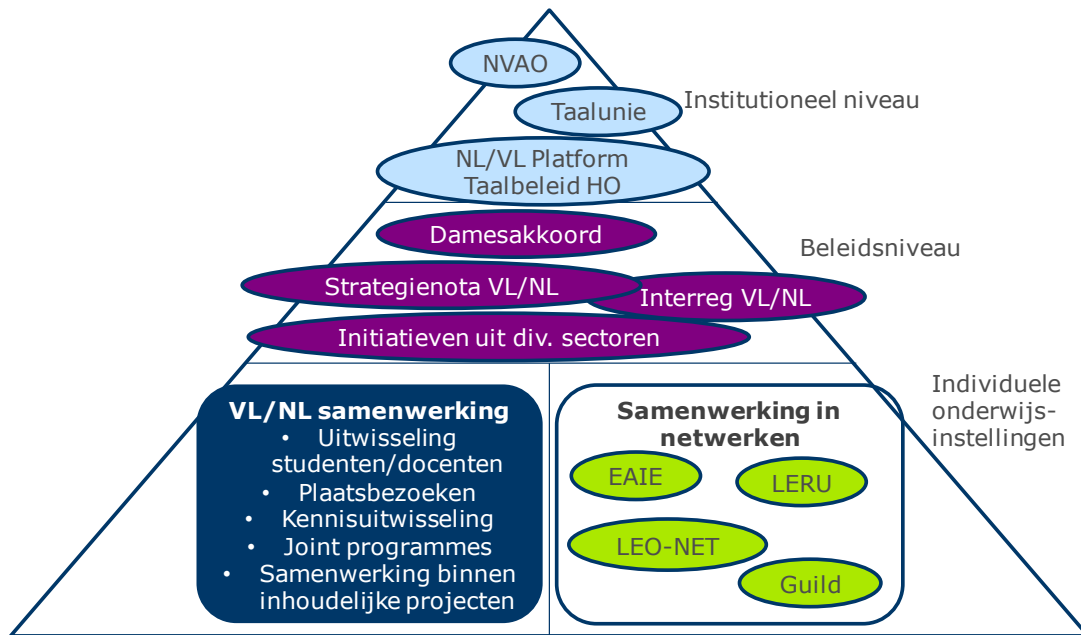 NVAO
Taalunie
Institutioneel niveau
NL/VL Platform
Taalbeleid HO
Damesakkoord
Beleidsniveau
Strategienota VL/NL
Interreg VL/NL
Initiatieven uit div. sectoren
Individuele
onderwijs-
instellingen
VL/NL samenwerking
• Uitwisseling
studenten/docenten
• Plaatsbezoeken
• Kennisuitwisseling
• Joint programmes
• Samenwerking binnen
inhoudelijke projecten
Samenwerking in
netwerken
EAIE
LERU
LEO-NET
Guild